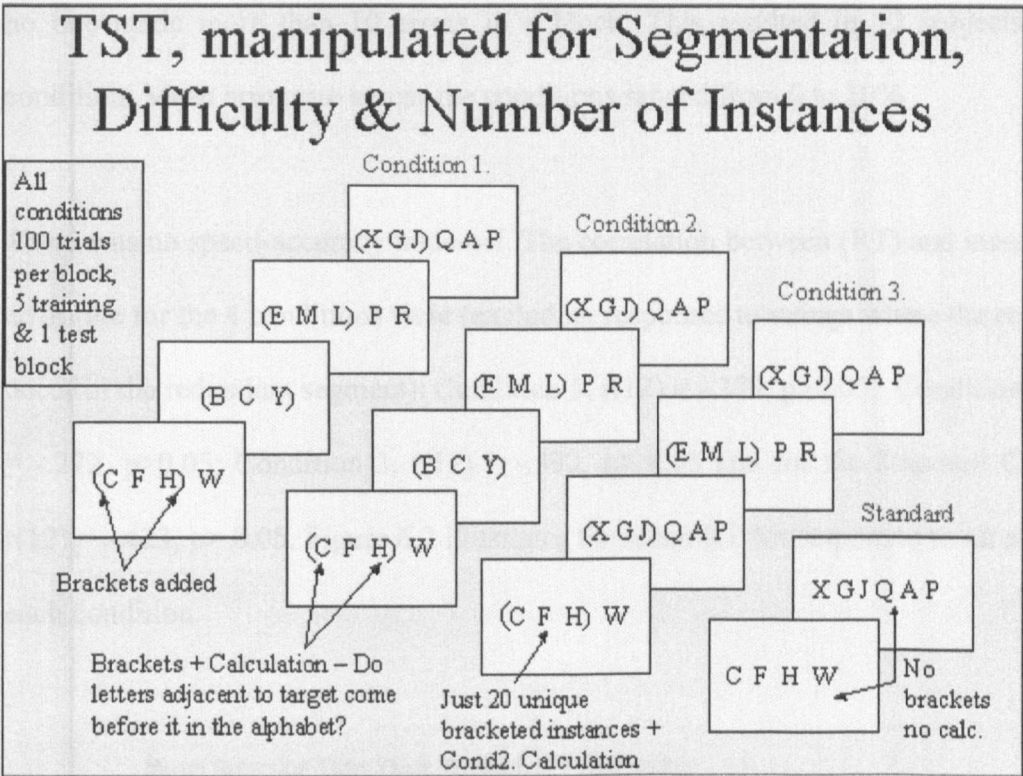 TST, manipulated for Segmentation,
Difficulty & Number of Instances
All
conditions
100 trials
per block,
5 training
& 1 test
block
Condition 1.
(X G J) Q A P
(E M L) P R
(B C Y)
(C F H) W
Brackets added
Condition 2.
(X G J) Q A P
(E M L) P R
(B C Y)
(C F H) W
Brackets + Calculation – Do
letters adjacent to target come
before it in the alphabet?
Condition 3.
(X G J) Q A P
(E M L) P R
(X G J) Q A P
(C F H) W
Just 20 unique
bracketed instances +
Cond2. Calculation
Standard
X G J Q A P
C F H W
No
brackets
no calc.